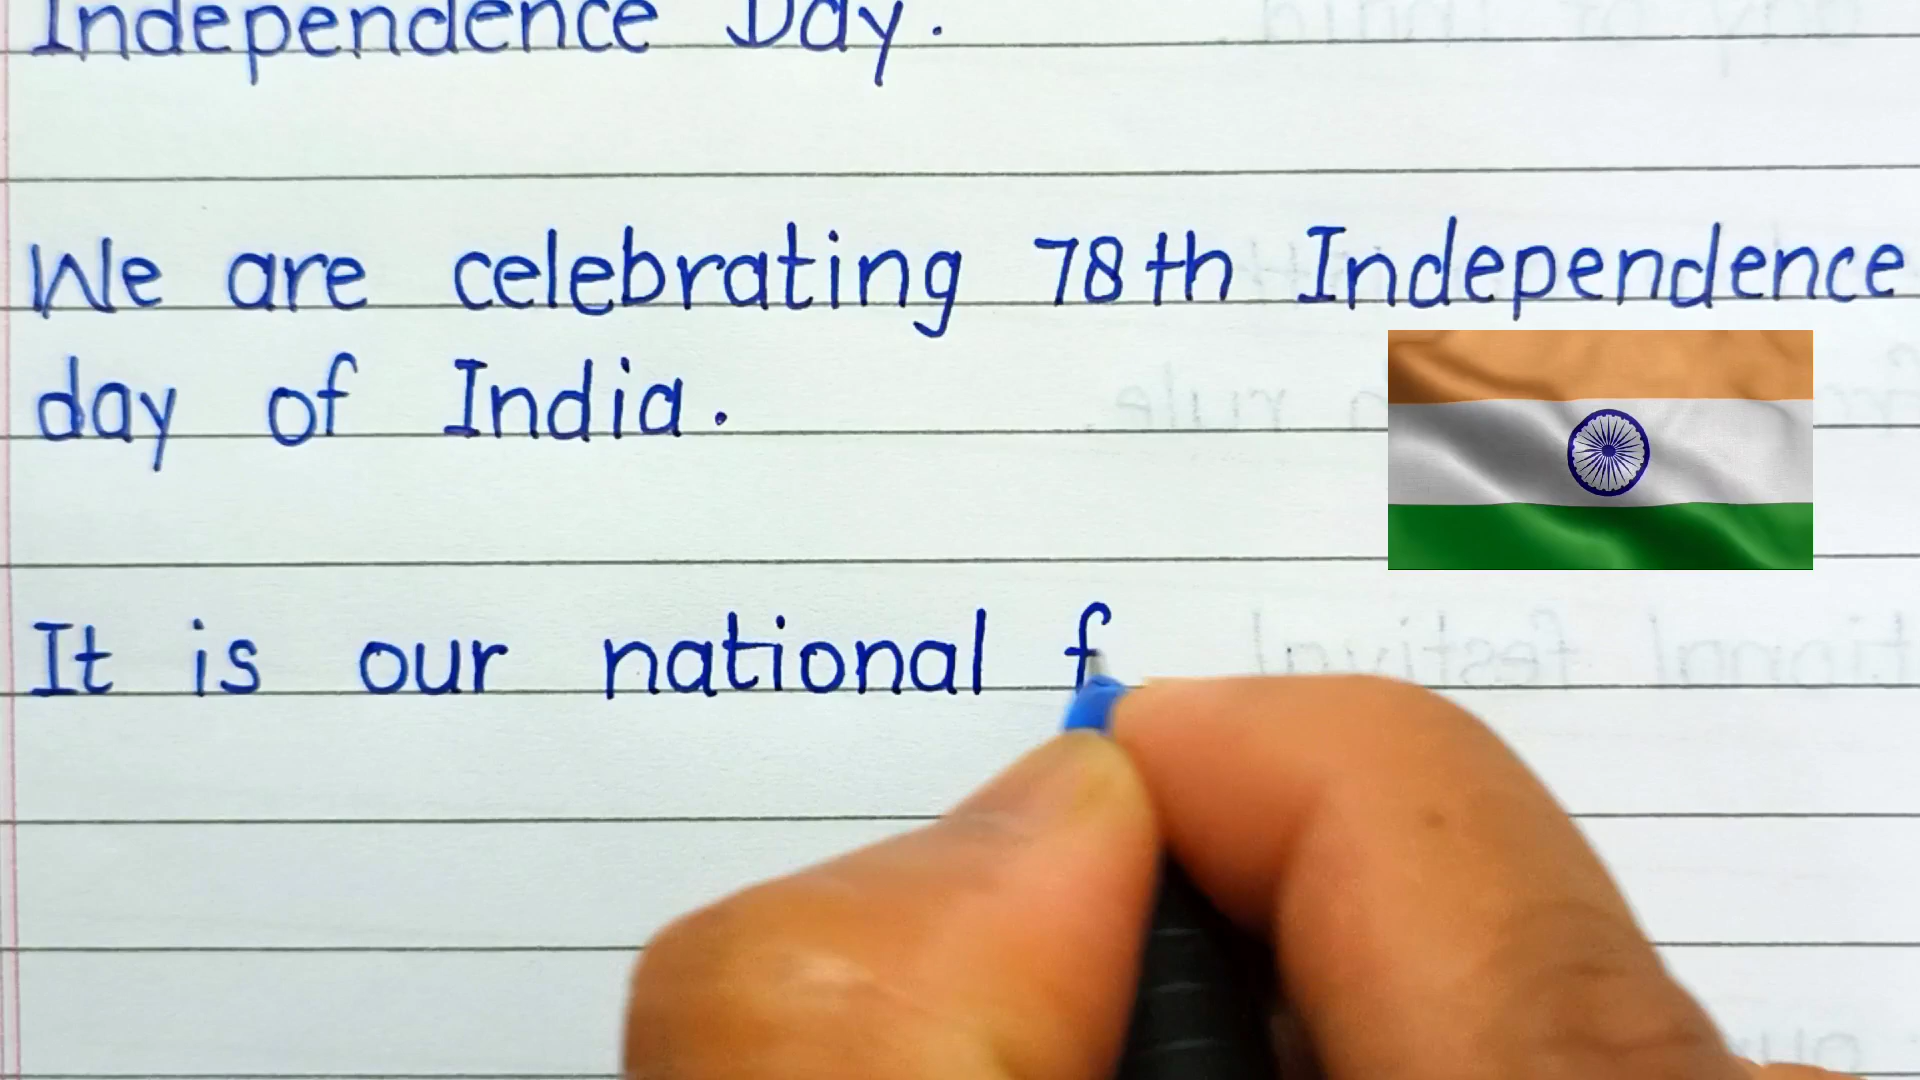 Independence Day.
We are celebrating 78th Independence
day of India.
It is our national f